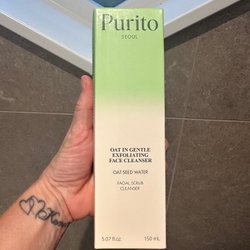 Purito
SEOUL
OAT IN GENTLE
EXFOLIATING
FACE CLEANSER
OAT SEED WATER
FACIAL SCRUB
CLEANSER
5.07 fl.oz. 150 mL